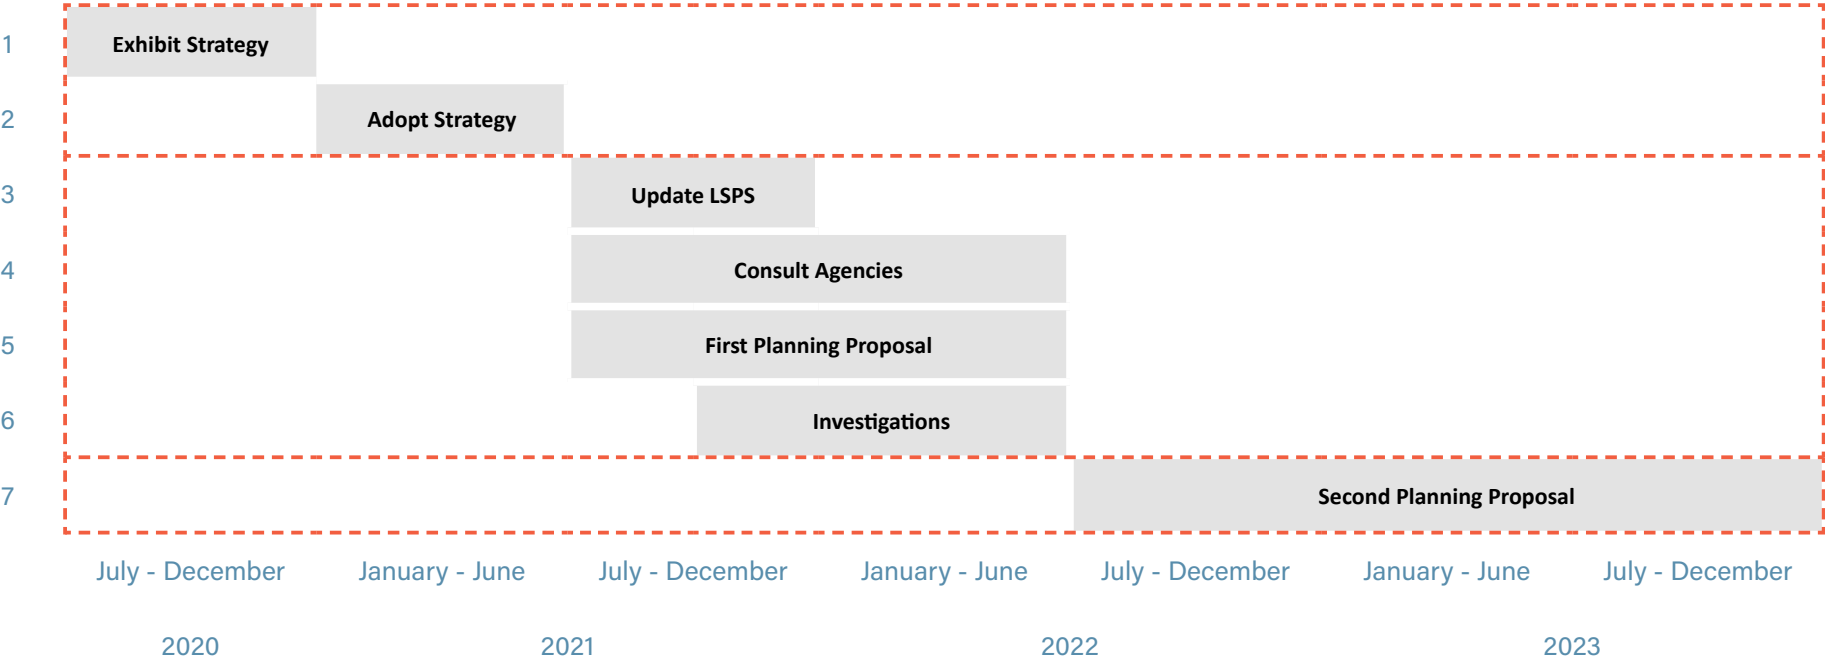 1 Exhibit Strategy
2 Adopt Strategy
3 Update LSPS
4 Consult Agencies
5 First Planning Proposal
6 Investigations
7 Second Planning Proposal
July - December January - June July - December January - June July - December January - June July - December
2020 2021 2022 2023